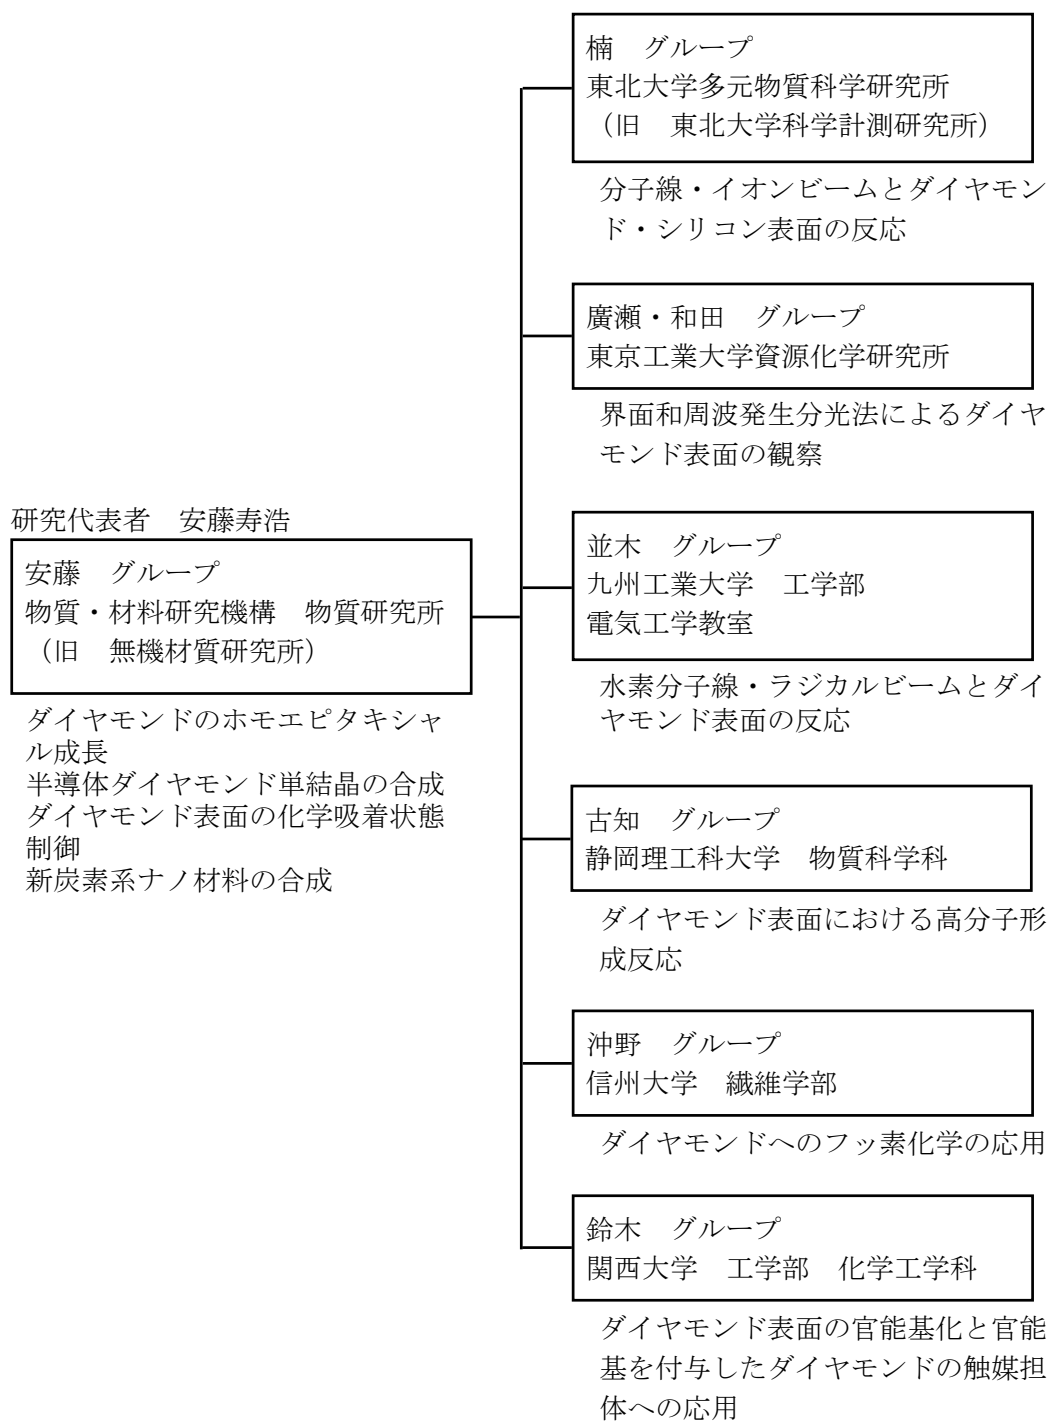 研究代表者　安藤寿浩
安藤　グループ
物質・材料研究機構　物質研究所
（旧　無機材質研究所）
ダイヤモンドのホモエピタキシャ
ル成長
半導体ダイヤモンド単結晶の合成
ダイヤモンド表面の化学吸着状態
制御
新炭素系ナノ材料の合成
楠　グループ
東北大学多元物質科学研究所
（旧　東北大学科学計測研究所）
分子線・イオンビームとダイヤモン
ド・シリコン表面の反応
廣瀬・和田　グループ
東京工業大学資源化学研究所
界面和周波発生分光法によるダイヤ
モンド表面の観察
並木　グループ
九州工業大学　工学部
電気工学教室
水素分子線・ラジカルビームとダイ
ヤモンド表面の反応
古知　グループ
静岡理工科大学　物質科学科
ダイヤモンド表面における高分子形
成反応
沖野　グループ
信州大学　繊維学部
ダイヤモンドへのフッ素化学の応用
鈴木　グループ
関西大学　工学部　化学工学科
ダイヤモンド表面の官能基化と官能
基を付与したダイヤモンドの触媒担
体への応用